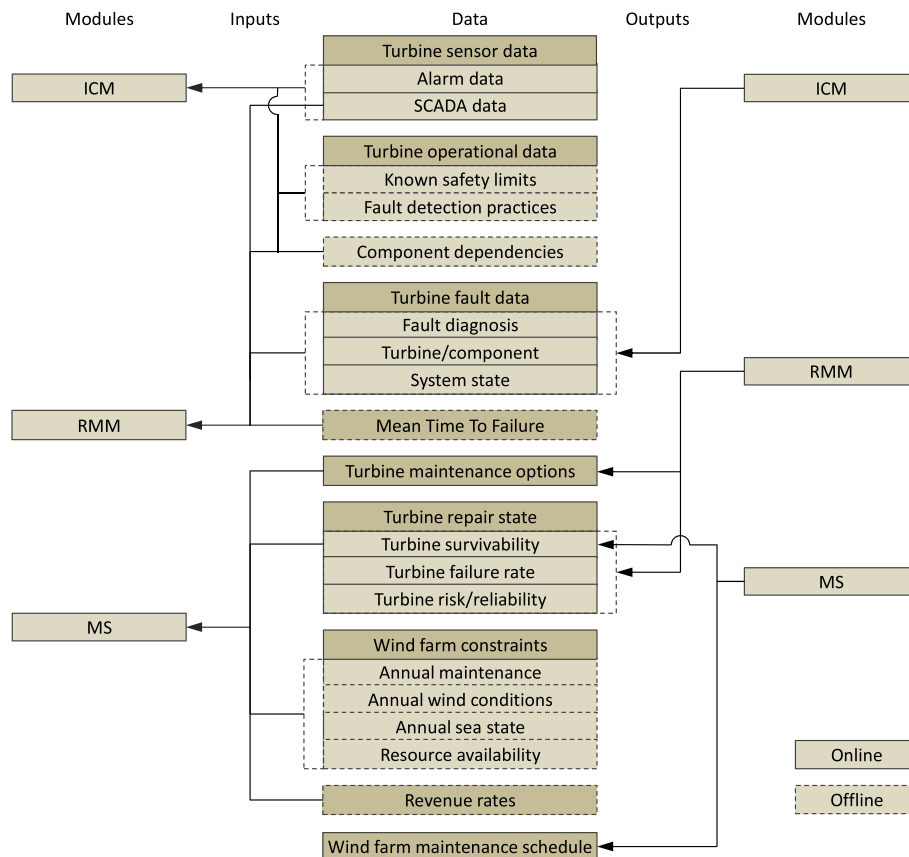 Modules Inputs Data Outputs Modules
Turbine sensor data
ICM Alarm data ICM
SCADA data
Turbine operational data
Known safety limits
Fault detection practices
Component dependencies
Turbine fault data
Fault diagnosis
Turbine/component
RMM
System state
RMM Mean Time To Failure
Turbine maintenance options
Turbine repair state
Turbine survivability
Turbine failure rate
MS
Turbine risk/reliability
MS
Wind farm constraints
Annual maintenance
Annual wind conditions
Annual sea state
Resource availability
Online
Revenue rates
Offline
Wind farm maintenance schedule